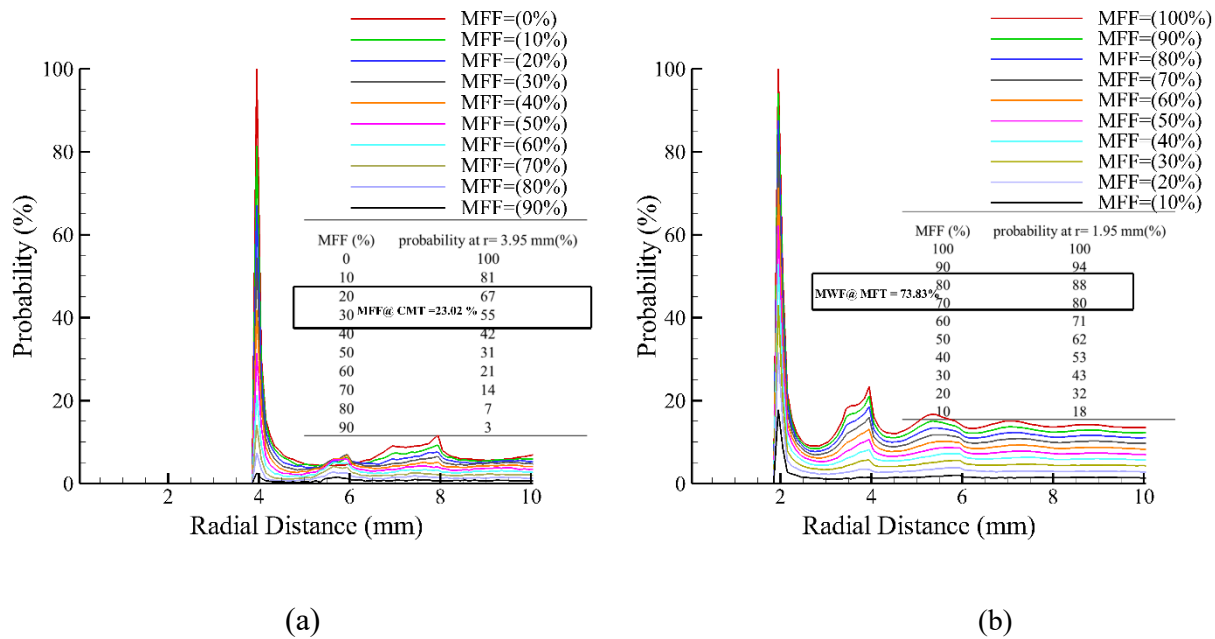 MFF=(0%)
MFF=(10%)
MFF=(20%)
MFF=(30%)
MFF=(40%)
MFF=(50%)
MFF=(60%)
MFF=(70%)
MFF=(80%)
MFF=(90%)
100
80
60
40
20
0
Probability (%)
MFF (%) probability at r= 3.95 mm(%)
0 100
10 81
20 67
MFF@ CMT =23.02 %
30 55
40 42
50 31
60 21
70 14
80 7
90 3
2 4 6 8 10
Radial Distance (mm)
(a)
MFF=(100%)
MFF=(90%)
MFF=(80%)
MFF=(70%)
MFF=(60%)
MFF=(50%)
MFF=(40%)
MFF=(30%)
MFF=(20%)
MFF=(10%)
100
80
60
40
20
0
Probability (%)
MFF (%) probability at r= 1.95 mm(%)
100 100
90 94
80 88
MWF@ MFT = 73.83%
70 80
60 71
50 62
40 53
30 43
20 32
10 18
2 4 6 8 10
Radial Distance (mm)
(b)